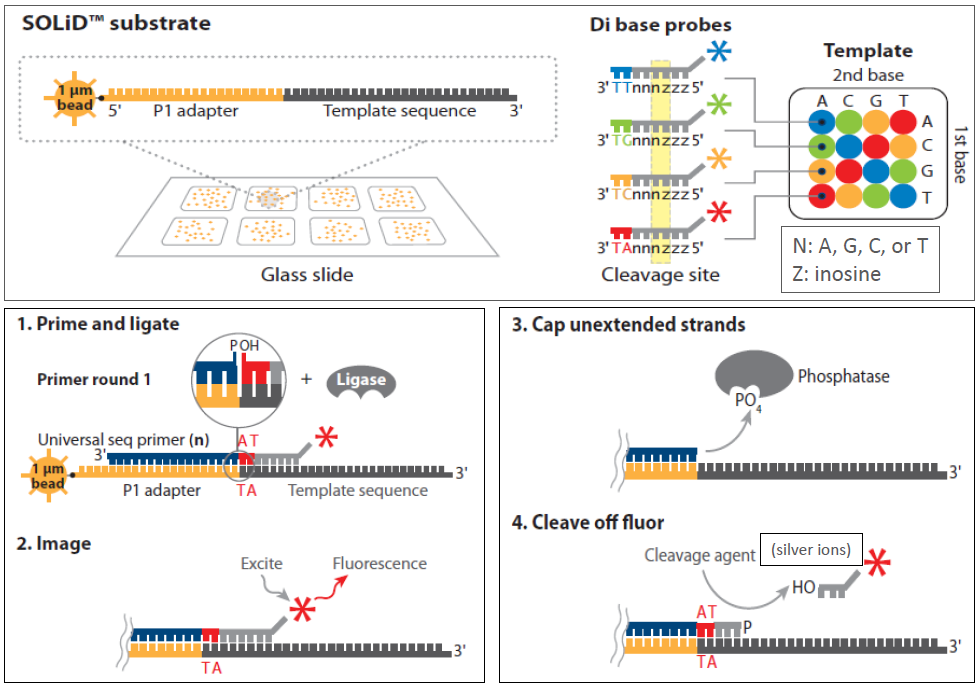 SOLiD™ substrate
1 μm
bead
5'
P1 adapter
Template sequence
3'
Glass slide
Di base probes
3' TTnnnzzz 5'
3' TGnnnzzz 5'
3' TCnnnzzz 5'
3' TAnnnzzz 5'
Cleavage site
Template
2nd base
A C G T
A
C
G
T
1st base
N: A, G, C, or T
Z: inosine
1. Prime and ligate
P OH
Primer round 1
+
Ligase
Universal seq primer (n)
3'
AT
1 μm
bead
3'
P1 adapter
TA
Template sequence
2. Image
Excite
Fluorescence
3'
TA
3. Cap unextended strands
Phosphatase
PO4
3'
4. Cleave off fluor
Cleavage agent
(silver ions)
HO
AT
P
3'
TA